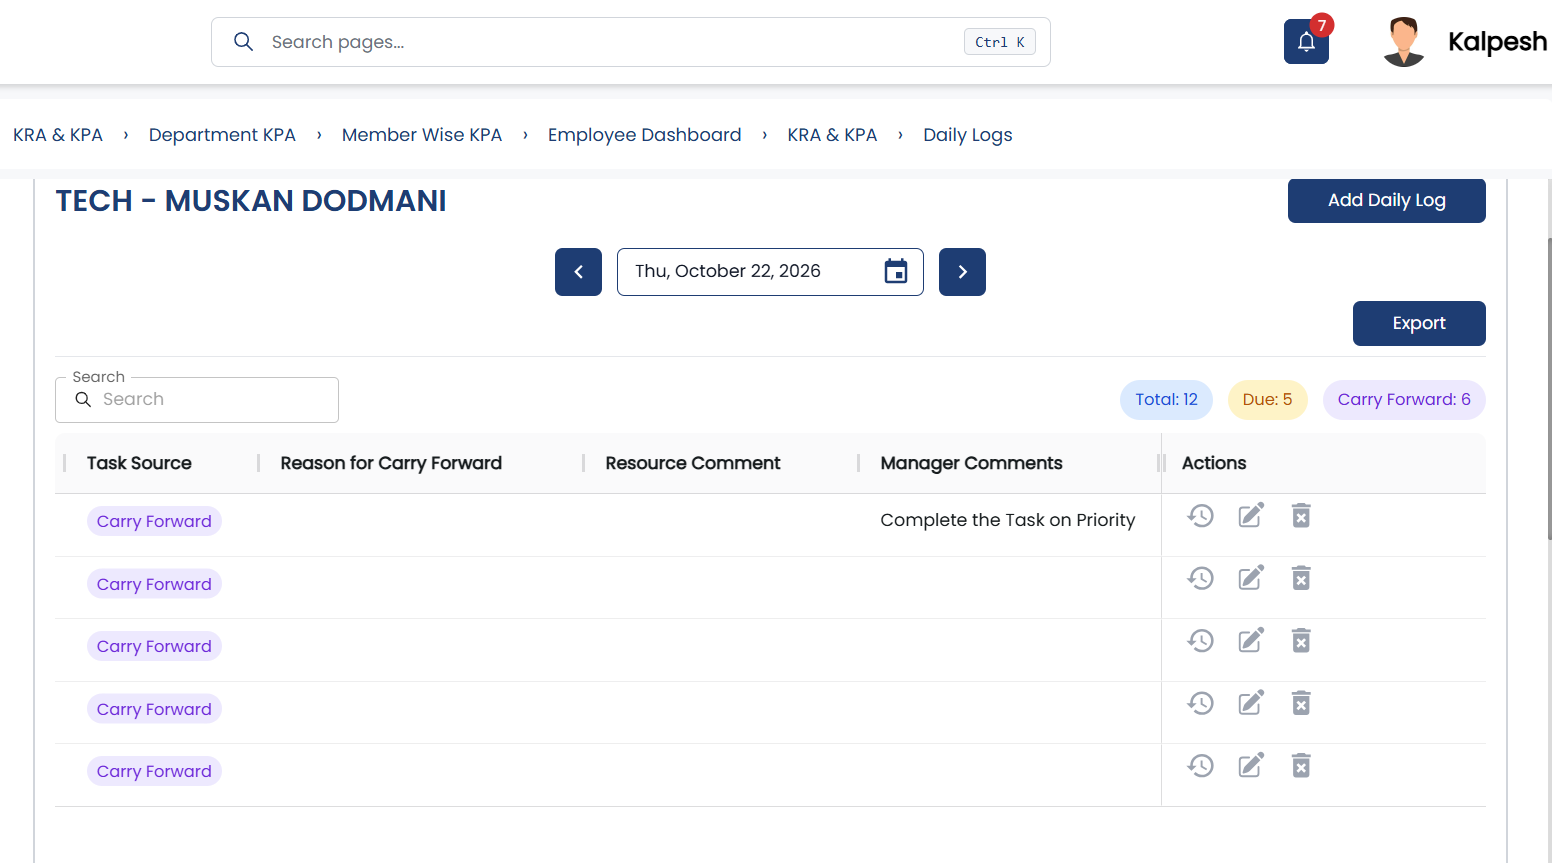 Search pages...
Ctrl K
7
Kalpesh
KRA & KPA › Department KPA › Member Wise KPA › Employee Dashboard › KRA & KPA › Daily Logs
TECH - MUSKAN DODMANI
Add Daily Log
Thu, October 22, 2026
Export
Search
Search
Total: 12
Due: 5
Carry Forward: 6
Task Source Reason for Carry Forward Resource Comment Manager Comments Actions
Carry Forward Complete the Task on Priority
Carry Forward
Carry Forward
Carry Forward
Carry Forward